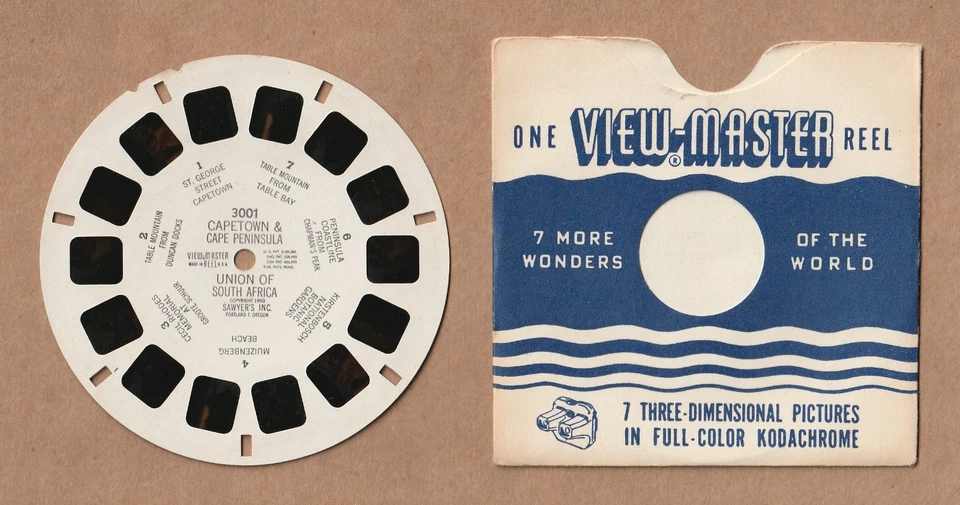 1
ST. GEORGE
STREET
CAPETOWN
7
TABLE MOUNTAIN
FROM
TABLE BAY
2
TABLE MOUNTAIN
FROM
DUNCAN DOCKS
3001
CAPETOWN &
CAPE PENINSULA
6
PENINSULA
COASTLINE
FROM
CHAPMAN'S PEAK
VIEW-MASTER
MADE IN REEL U.S.A.
UNION OF
SOUTH AFRICA
COPYRIGHT 1950
SAWYER'S INC.
PORTLAND 7, OREGON
3
CECIL RHODES
MEMORIAL
AT
GROOTE SCHUUR
5
KIRSTENBOSCH
NATIONAL
BOTANIC
GARDENS
4
MUIZENBERG
BEACH
ONE VIEW-MASTER® REEL
7 MORE
WONDERS
OF THE
WORLD
7 THREE-DIMENSIONAL PICTURES
IN FULL-COLOR KODACHROME